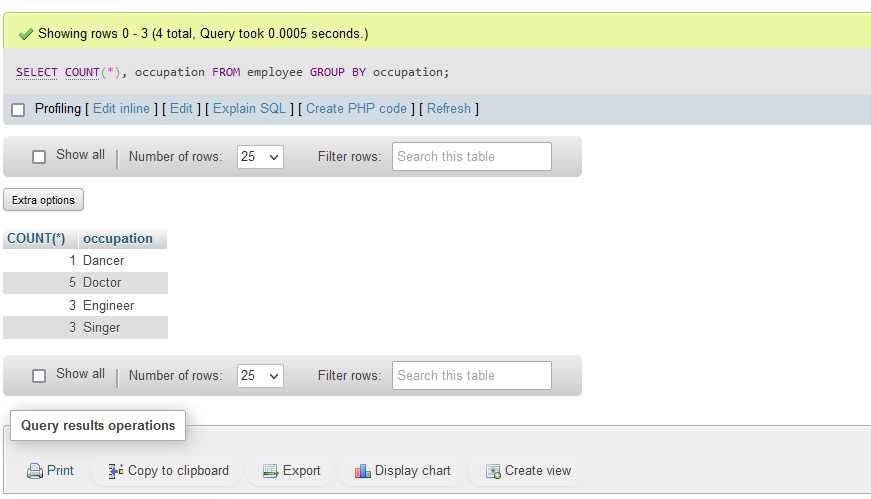 Showing rows 0 - 3 (4 total, Query took 0.0005 seconds.)
SELECT COUNT(*), occupation FROM employee GROUP BY occupation;
Profiling [ Edit inline ] [ Edit ] [ Explain SQL ] [ Create PHP code ] [ Refresh ]
Show all Number of rows: 25 Filter rows: Search this table
Extra options
COUNT(*) occupation
1 Dancer
5 Doctor
3 Engineer
3 Singer
Show all Number of rows: 25 Filter rows: Search this table
Query results operations
Print Copy to clipboard Export Display chart Create view